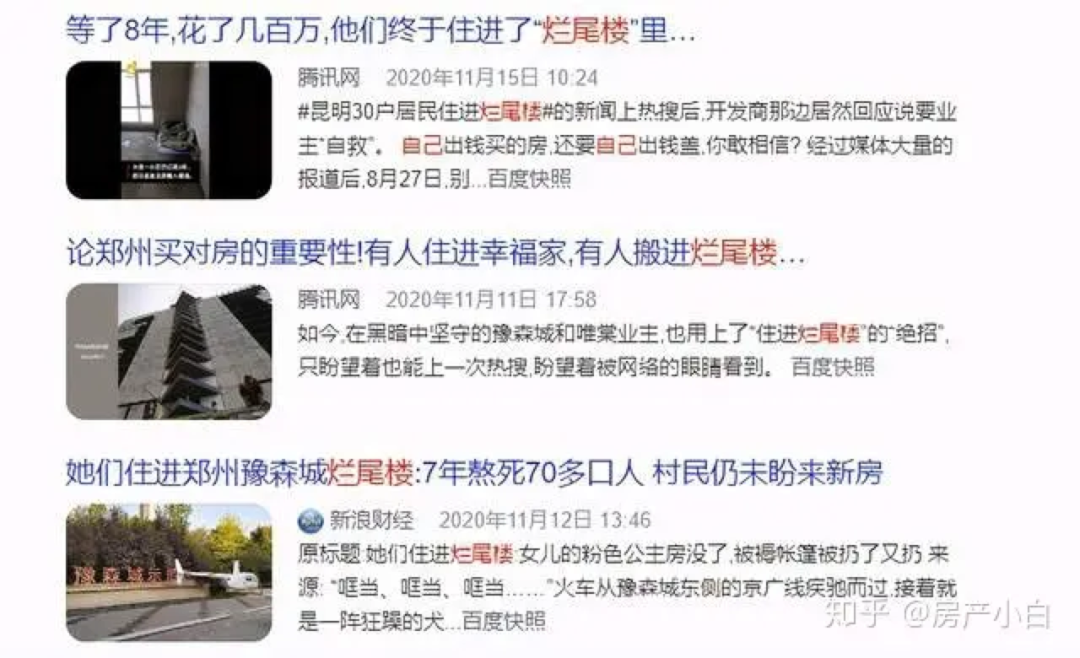 等了8年,花了几百万,他们终于住进了“烂尾楼”里...
腾讯网 2020年11月15日 10:24
#昆明30户居民住进烂尾楼#的新闻上热搜后,开发商那边居然回应说要业
主“自救”。 自己出钱买的房,还要自己出钱盖,你敢相信? 经过媒体大量的
报道后,8月27日,别...百度快照
论郑州买对房的重要性!有人住进幸福家,有人搬进烂尾楼...
腾讯网 2020年11月11日 17:58
如今,在黑暗中坚守的豫森城和唯棠业主,也用上了“住进烂尾楼”的“绝招”,
只盼望着也能上一次热搜,盼望着被网络的眼睛看到。 百度快照
她们住进郑州豫森城烂尾楼:7年熬死70多口人 村民仍未盼来新房
新浪财经 2020年11月12日 13:46
原标题:她们住进烂尾楼:女儿的粉色公主房没了,被褥帐篷被扔了又扔 来
源: “哐当、哐当、哐当……”火车从豫森城东侧的京广线疾驰而过,接着就
是一阵狂躁的犬...百度快照
豫森城
知乎 @房产小白